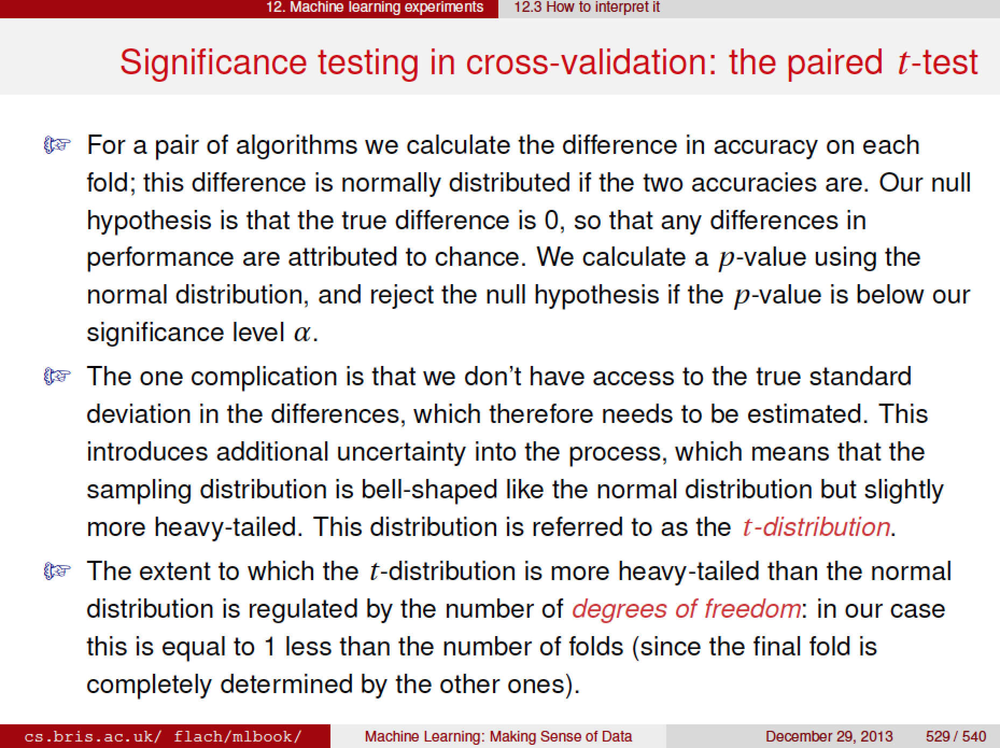 12. Machine learning experiments 12.3 How to interpret it
Significance testing in cross-validation: the paired t-test
☞ For a pair of algorithms we calculate the difference in accuracy on each
fold; this difference is normally distributed if the two accuracies are. Our null
hypothesis is that the true difference is 0, so that any differences in
performance are attributed to chance. We calculate a p-value using the
normal distribution, and reject the null hypothesis if the p-value is below our
significance level α.
☞ The one complication is that we don't have access to the true standard
deviation in the differences, which therefore needs to be estimated. This
introduces additional uncertainty into the process, which means that the
sampling distribution is bell-shaped like the normal distribution but slightly
more heavy-tailed. This distribution is referred to as the t-distribution.
☞ The extent to which the t-distribution is more heavy-tailed than the normal
distribution is regulated by the number of degrees of freedom: in our case
this is equal to 1 less than the number of folds (since the final fold is
completely determined by the other ones).
cs.bris.ac.uk/ flach/mlbook/ Machine Learning: Making Sense of Data December 29, 2013 529 / 540